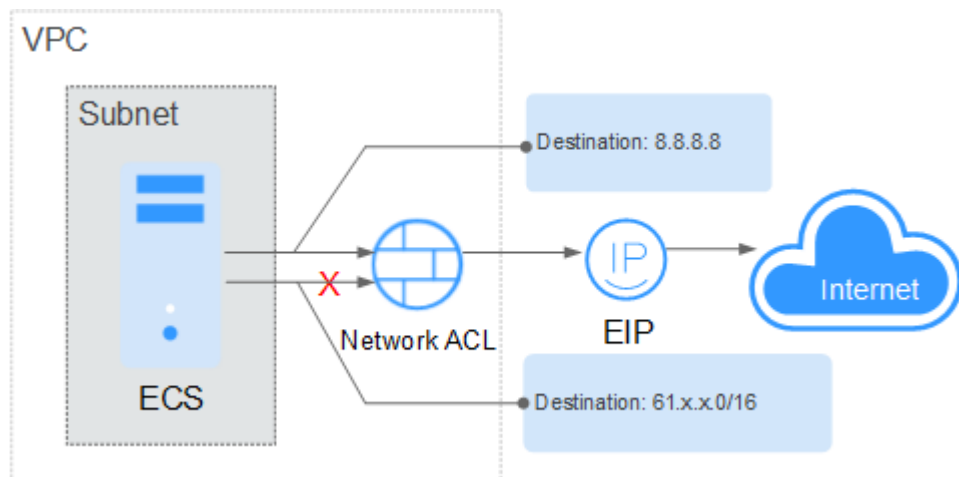 VPC
Subnet
Destination: 8.8.8.8
X
IP
Internet
Network ACL
EIP
ECS
Destination: 61.x.x.0/16